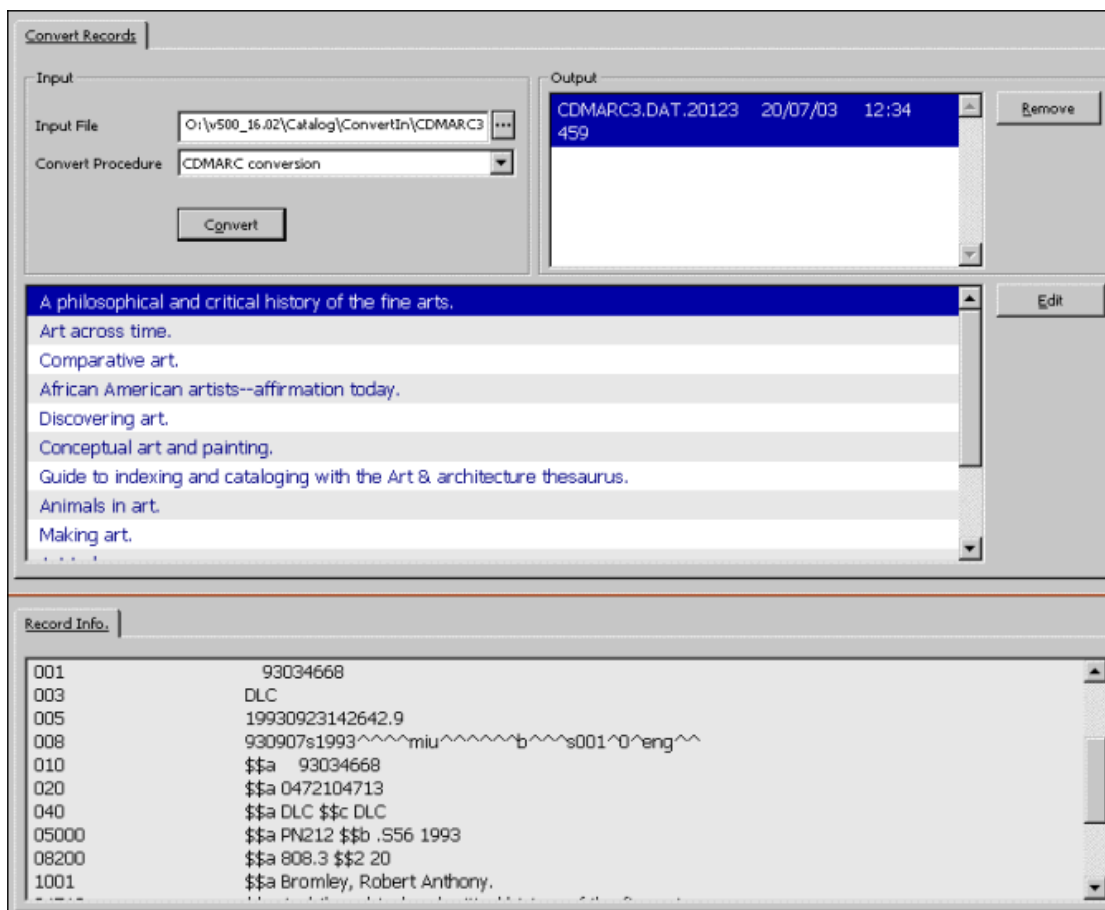 Convert Records
Input
Input File O:\v500_16.02\Catalog\ConvertIn\CDMARC3 ...
Convert Procedure CDMARC conversion
Convert
Output
CDMARC3.DAT.20123 20/07/03 12:34
459
Remove
A philosophical and critical history of the fine arts.
Art across time.
Comparative art.
African American artists--affirmation today.
Discovering art.
Conceptual art and painting.
Guide to indexing and cataloging with the Art & architecture thesaurus.
Animals in art.
Making art.
Edit
Record Info.
001 93034668
003 DLC
005 19930923142642.9
008 930907s1993^^^^miu^^^^^^b^^^s001^0^eng^^
010 $$a 93034668
020 $$a 0472104713
040 $$a DLC $$c DLC
05000 $$a PN212 $$b .S56 1993
08200 $$a 808.3 $$2 20
1001 $$a Bromley, Robert Anthony.